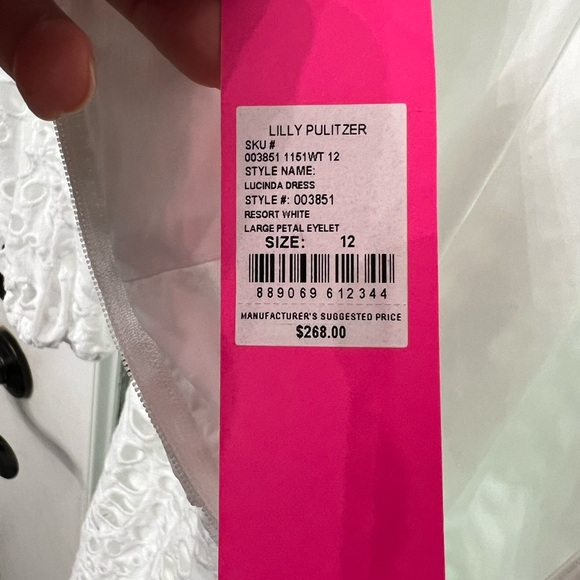 LILLY PULITZER
SKU #
003851 1151WT 12
STYLE NAME:
LUCINDA DRESS
STYLE #: 003851
RESORT WHITE
LARGE PETAL EYELET
SIZE: 12
889069 612344
MANUFACTURER'S SUGGESTED PRICE
$268.00